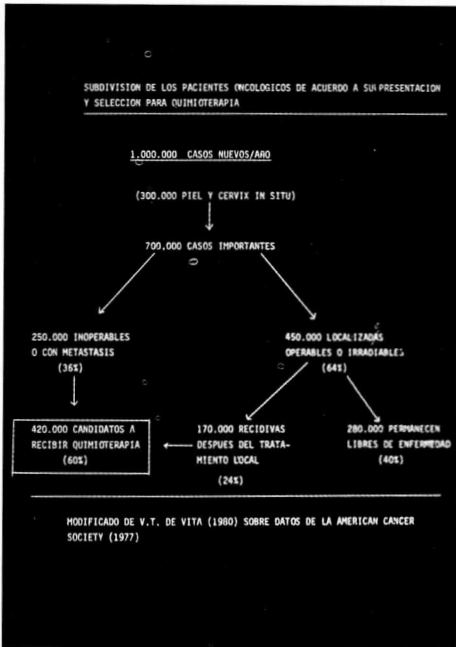 SUBDIVISION DE LOS PACIENTES ONCOLOGICOS DE ACUERDO A SU PRESENTACION
Y SELECCION PARA QUIMIOTERAPIA
1.000.000 CASOS NUEVOS/AÑO
(300.000 PIEL Y CERVIX IN SITU)
700.000 CASOS IMPORTANTES
250.000 INOPERABLES
O CON METASTASIS
(36%)
450.000 LOCALIZADAS
OPERABLES O IRRADIABLES
(64%)
420.000 CANDIDATOS A
RECIBIR QUIMIOTERAPIA
(60%)
170.000 RECIDIVAS
DESPUES DEL TRATA-
MIENTO LOCAL
(24%)
280.000 PERMANECEN
LIBRES DE ENFERMEDAD
(40%)
MODIFICADO DE V.T. DE VITA (1980) SOBRE DATOS DE LA AMERICAN CANCER
SOCIETY (1977)